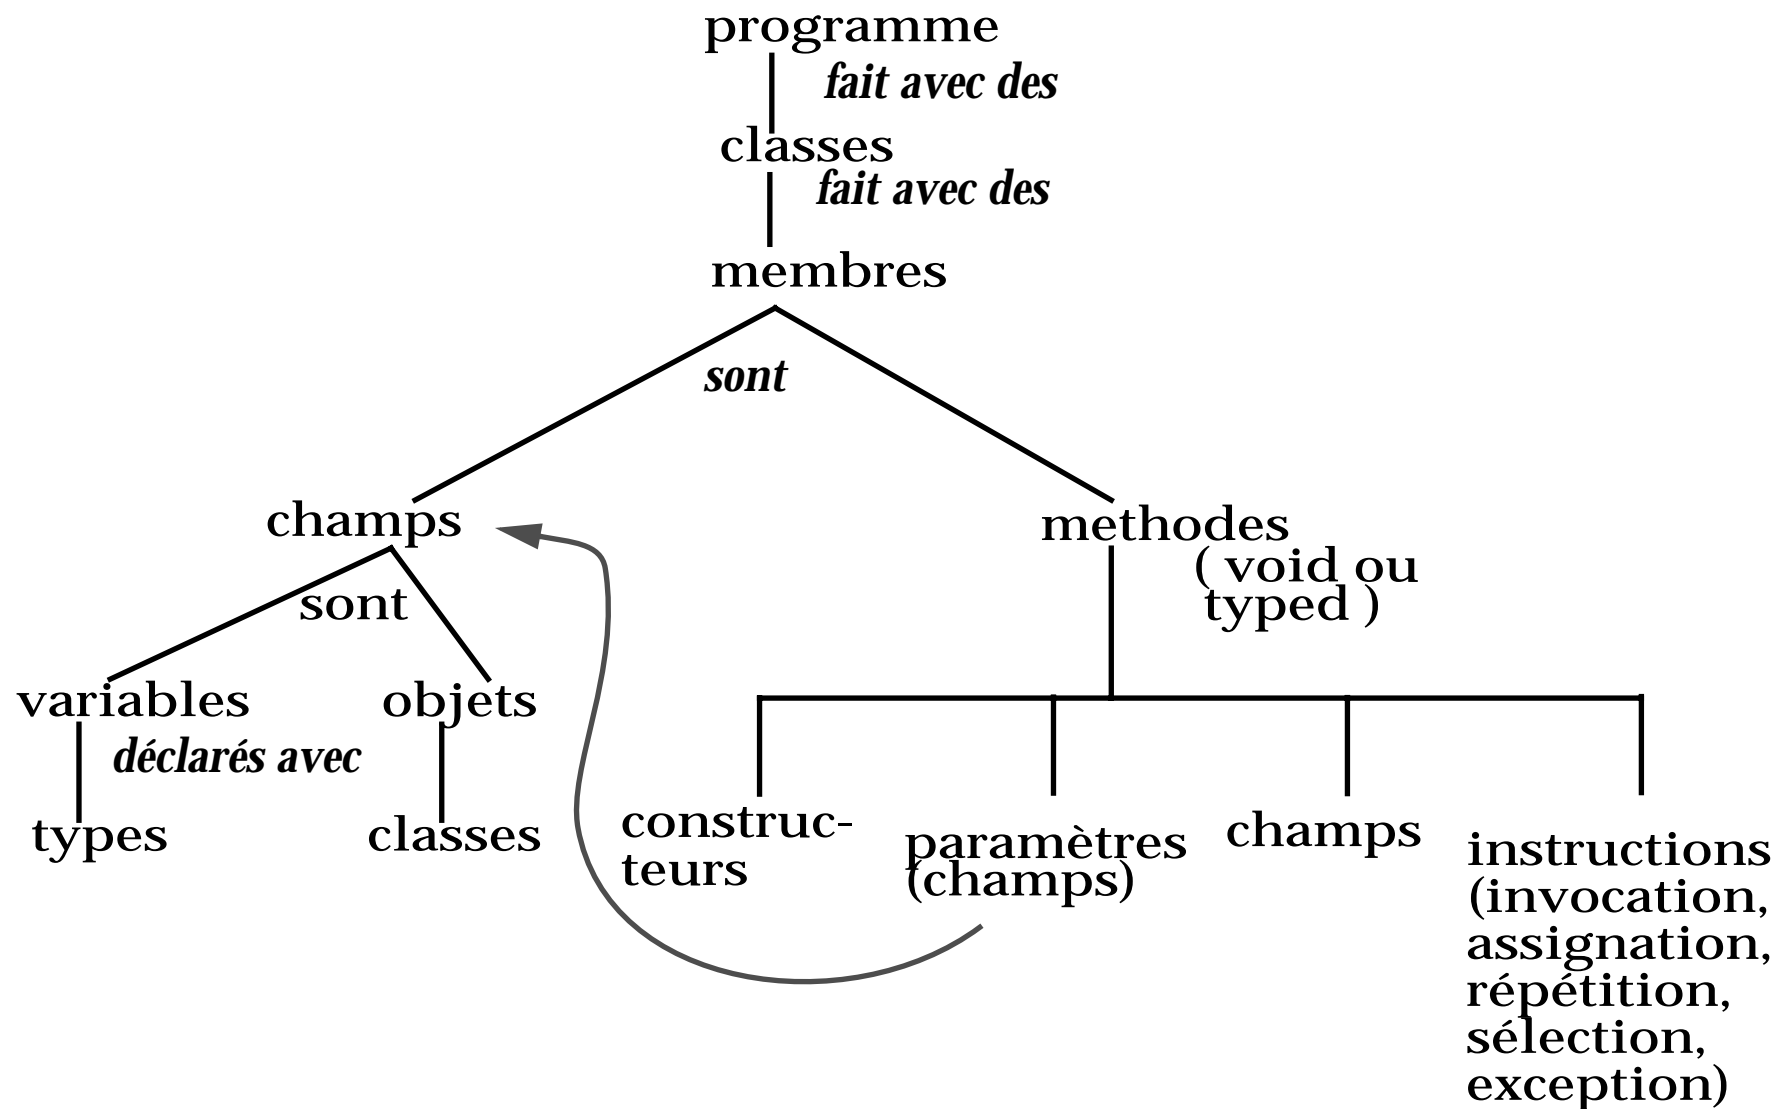 programme
fait avec des
classes
fait avec des
membres
sont
champs
methodes
( void ou
typed )
sont
variables
objets
déclarés avec
types
classes
construc-
teurs
paramètres
(champs)
champs
instructions
(invocation,
assignation,
répétition,
sélection,
exception)